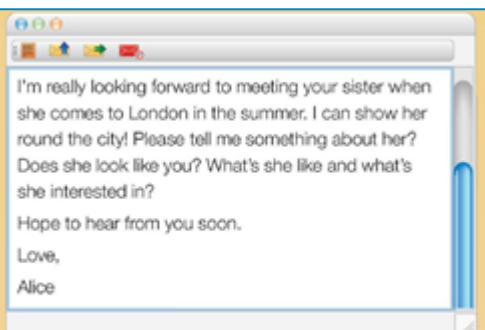 I'm really looking forward to meeting your sister when
she comes to London in the summer. I can show her
round the city! Please tell me something about her?
Does she look like you? What's she like and what's
she interested in?
Hope to hear from you soon.
Love,
Alice